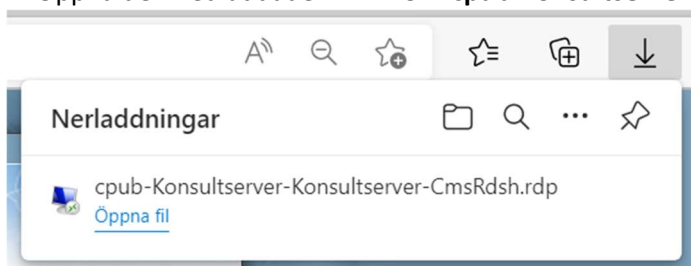 Nerladdningar
cpub-Konsultserver-Konsultserver-CmsRdsh.rdp
Öppna fil